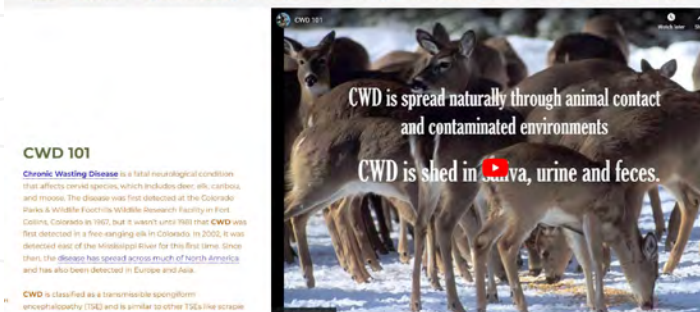 CWD 101
Chronic Wasting Disease is a fatal neurological condition
that affects cervid species, which includes deer, elk, caribou,
and moose. The disease was first detected at the Colorado
Parks & Wildlife Foothills Wildlife Research Facility in Fort
Collins, Colorado in 1967, but it wasn't until 1981 that CWD was
first detected in a free-ranging elk in Colorado. In 2002, it was
detected east of the Mississippi River for this first time. Since
then, the disease has spread across much of North America
and has also been detected in Europe and Asia.
CWD is classified as a transmissible spongiform
encephalopathy (TSE) and is similar to other TSEs like scrapie
CWD 101
Watch later
CWD is spread naturally through animal contact
and contaminated environments
CWD is shed in saliva, urine and feces.